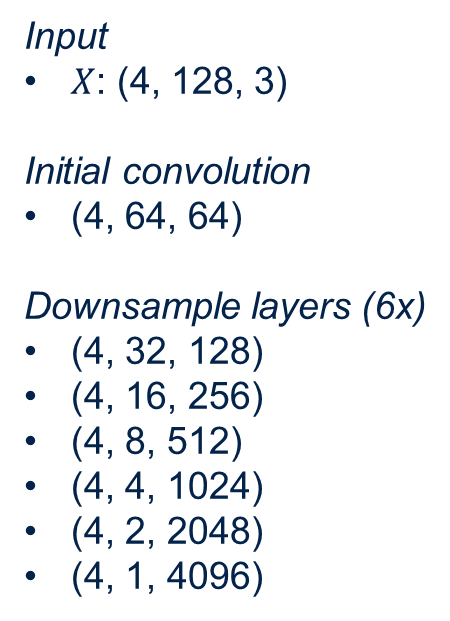 Input
• X: (4, 128, 3)
Initial convolution
• (4, 64, 64)
Downsample layers (6x)
• (4, 32, 128)
• (4, 16, 256)
• (4, 8, 512)
• (4, 4, 1024)
• (4, 2, 2048)
• (4, 1, 4096)